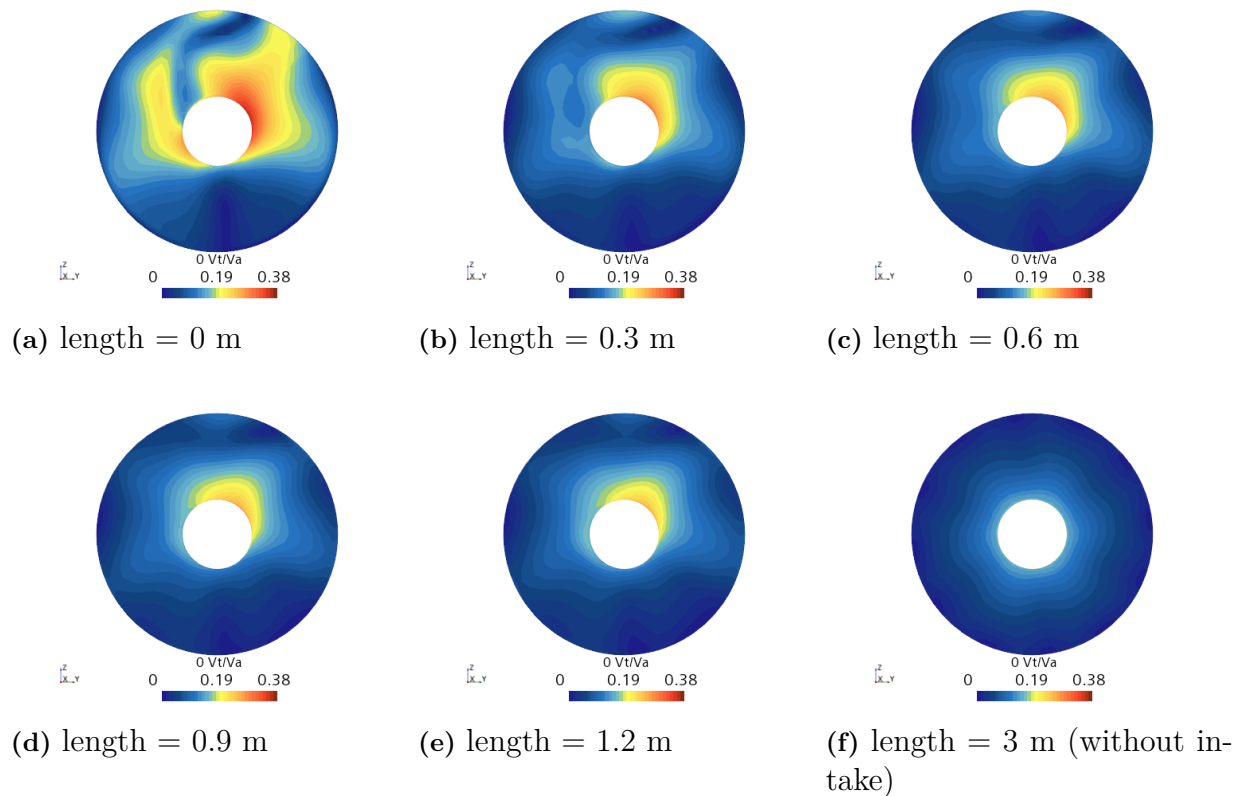 0 Vt/Va
0 0.19 0.38
Z
X Y
(a) length = 0 m
0 Vt/Va
0 0.19 0.38
Z
X Y
(b) length = 0.3 m
0 Vt/Va
0 0.19 0.38
Z
X Y
(c) length = 0.6 m
0 Vt/Va
0 0.19 0.38
Z
X Y
(d) length = 0.9 m
0 Vt/Va
0 0.19 0.38
Z
X Y
(e) length = 1.2 m
0 Vt/Va
0 0.19 0.38
Z
X Y
(f) length = 3 m (without in-
take)